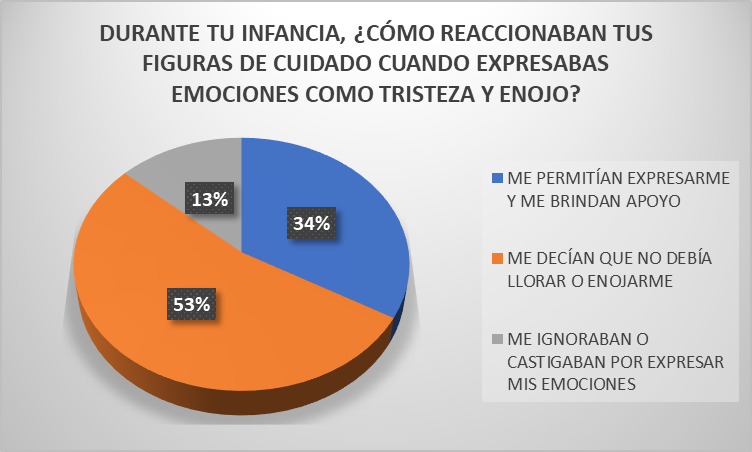 DURANTE TU INFANCIA, ¿CÓMO REACCIONABAN TUS
FIGURAS DE CUIDADO CUANDO EXPRESABAS
EMOCIONES COMO TRISTEZA Y ENOJO?
13%
34%
53%
ME PERMITÍAN EXPRESARME
Y ME BRINDAN APOYO
ME DECÍAN QUE NO DEBÍA
LLORAR O ENOJARME
ME IGNORABAN O
CASTIGABAN POR EXPRESAR
MIS EMOCIONES